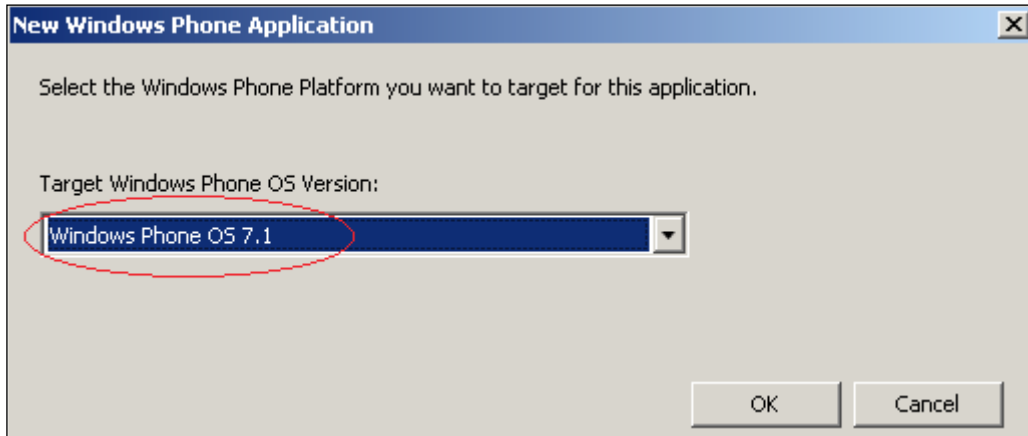 New Windows Phone Application
Select the Windows Phone Platform you want to target for this application.
Target Windows Phone OS Version:
Windows Phone OS 7.1
OK
Cancel